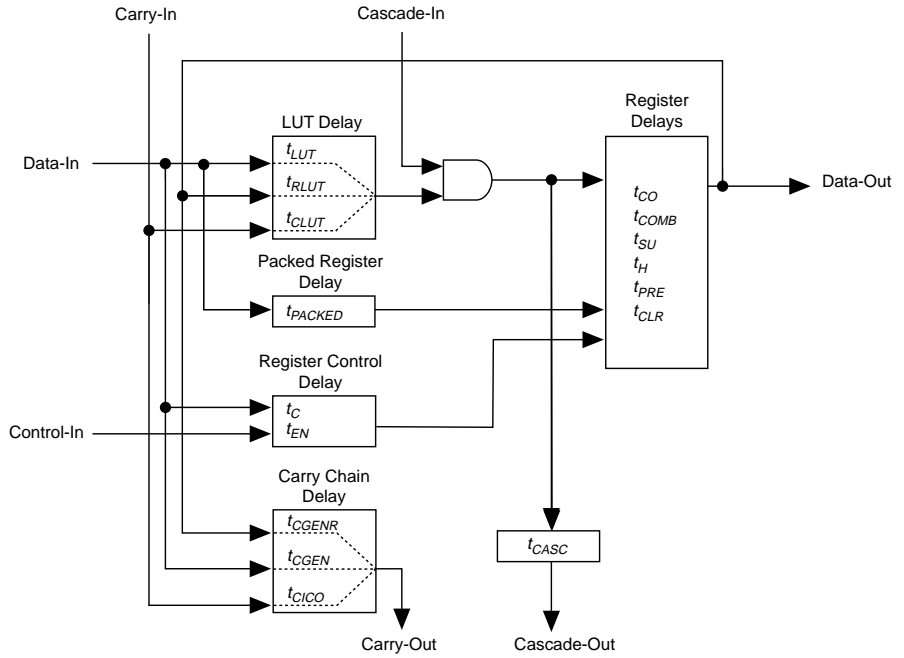 Carry-In
Cascade-In
LUT Delay
Register
Delays
Data-In
tLUT
tRLUT
tCLUT
Data-Out
tCO
tCOMB
tSU
tH
tPRE
tCLR
Packed Register
Delay
tPACKED
Register Control
Delay
tC
tEN
Control-In
Carry Chain
Delay
tCGENR
tCGEN
tCICO
tCASC
Carry-Out
Cascade-Out